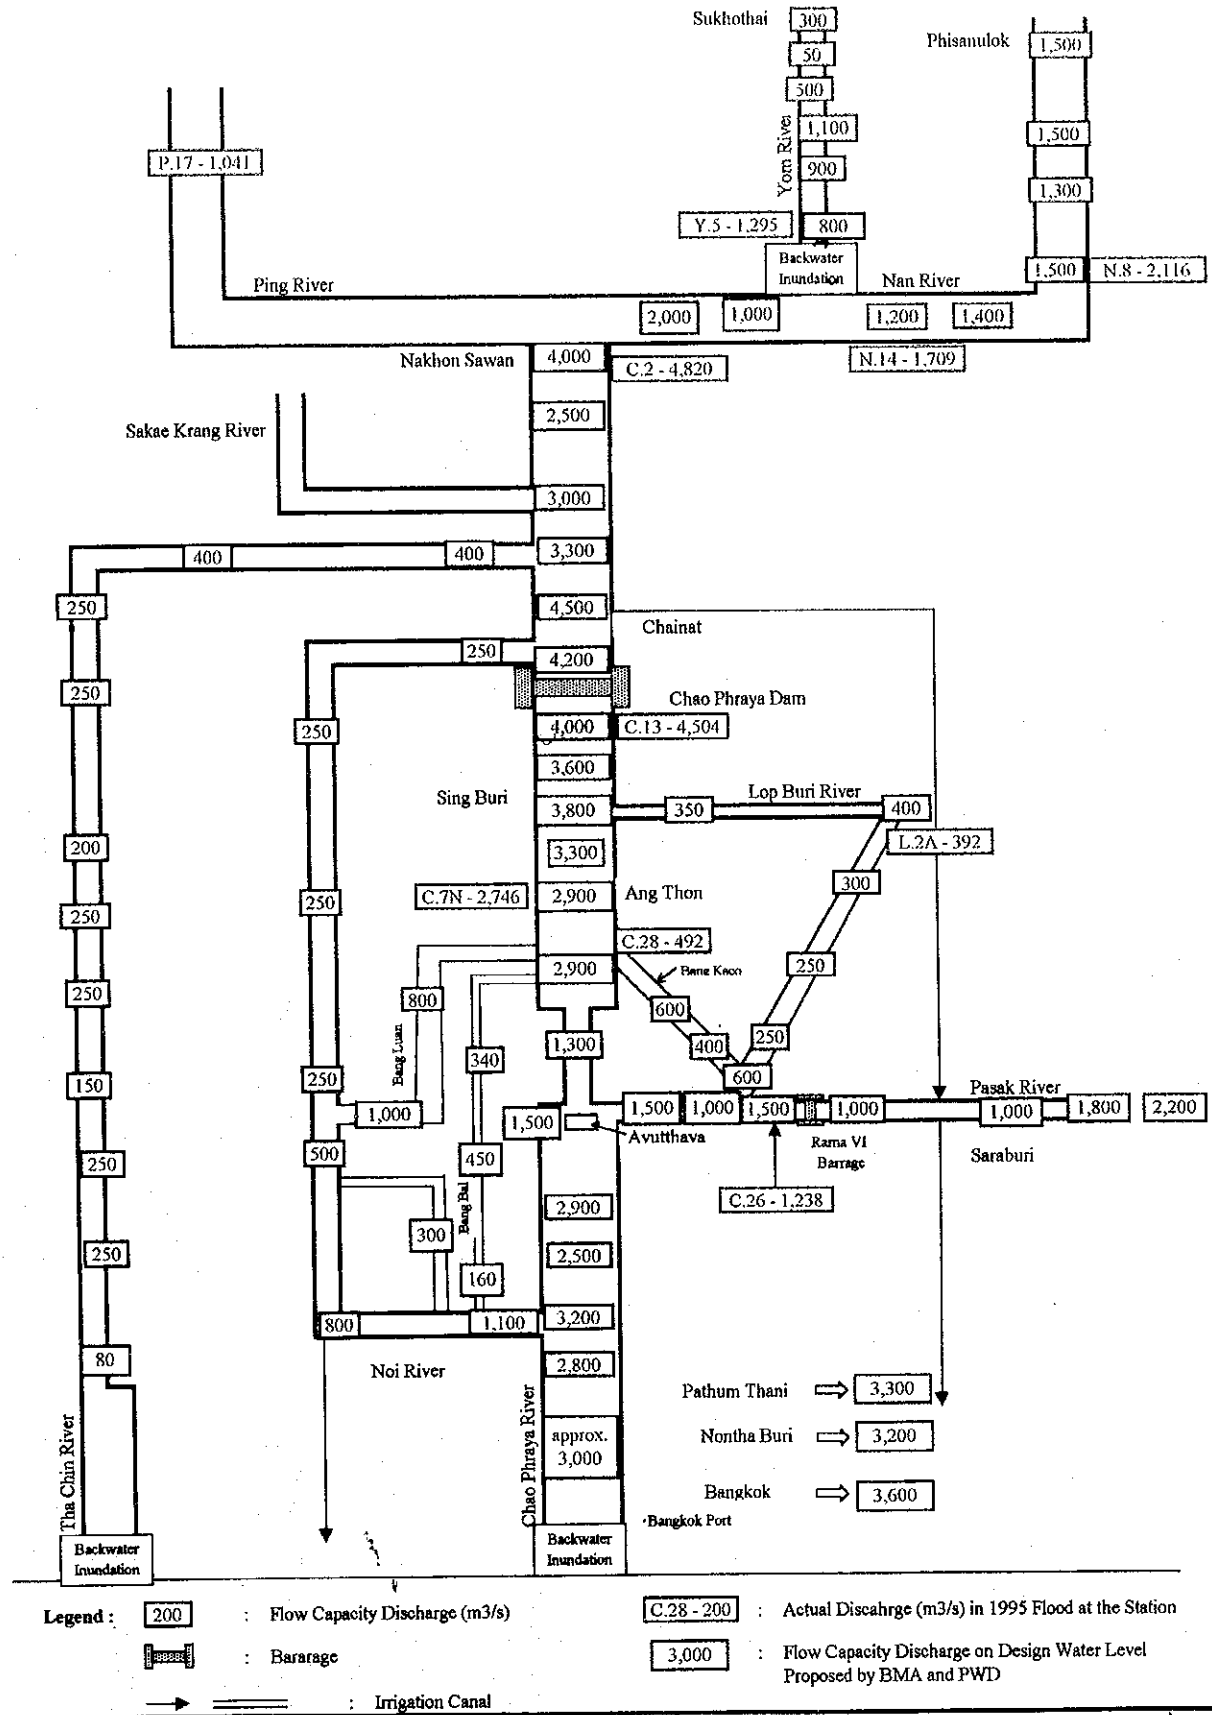 Sukhothai
300
Phisanulok
1,500
50
500
1,100
1,500
Yom River
P.17 - 1,041
900
1,300
Y.5 - 1,295
800
Backwater
Inundation
1,500
N.8 - 2,116
Ping River
Nan River
2,000
1,000
1,200
1,400
Nakhon Sawan
4,000
C.2 - 4,820
N.14 - 1,709
2,500
Sakae Krang River
3,000
400
400
3,300
250
4,500
Chainat
250
4,200
250
Chao Phraya Dam
250
4,000
C.13 - 4,504
3,600
Sing Buri
Lop Buri River
3,800
350
400
200
3,300
L.2A - 392
300
250
250
C.7N - 2,746
2,900
Ang Thon
C.28 - 492
2,900
Bang Kaeo
250
250
800
600
Bang Luan
340
1,300
400
250
150
250
600
Pasak River
1,000
1,500
1,500
1,000
1,500
1,000
1,000
1,800
2,200
Avutthava
Rama VI
Barrage
Saraburi
250
500
450
C.26 - 1,238
Bang Bal
2,900
300
250
2,500
160
800
1,100
3,200
80
Noi River
2,800
Pathum Thani
3,300
Tha Chin River
Chao Phraya River
approx.
3,000
Nontha Buri
3,200
Bangkok
3,600
Bangkok Port
Backwater
Inundation
Backwater
Inundation
Legend :
200
: Flow Capacity Discharge (m3/s)
C.28 - 200
: Actual Discahrge (m3/s) in 1995 Flood at the Station
: Bararage
3,000
: Flow Capacity Discharge on Design Water Level
Proposed by BMA and PWD
: Irrigation Canal